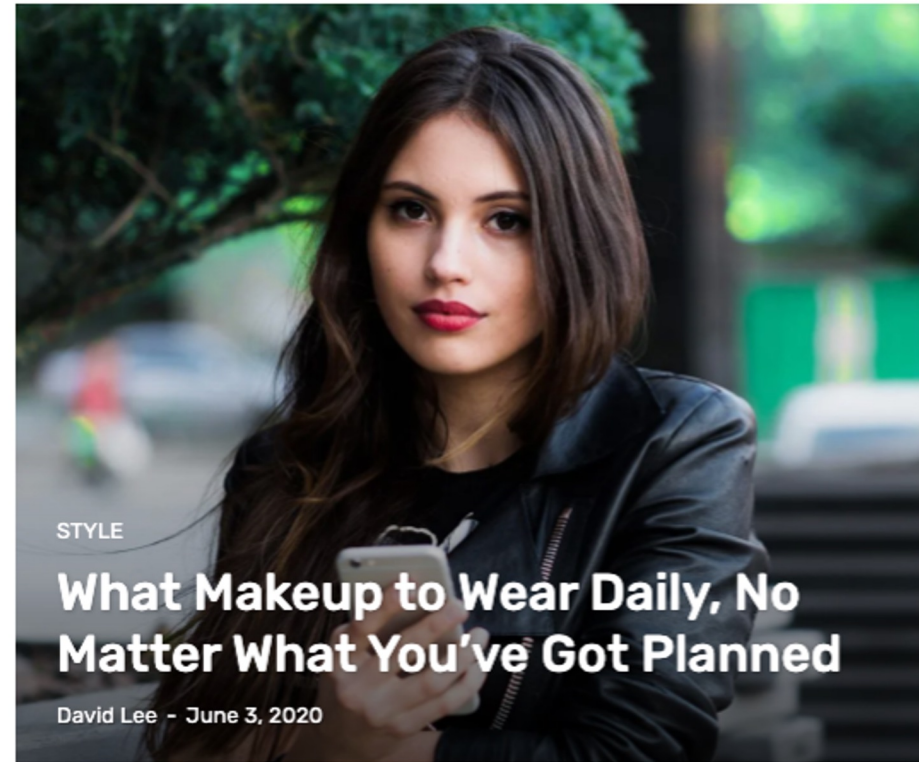 STYLE
What Makeup to Wear Daily, No
Matter What You've Got Planned
David Lee - June 3, 2020